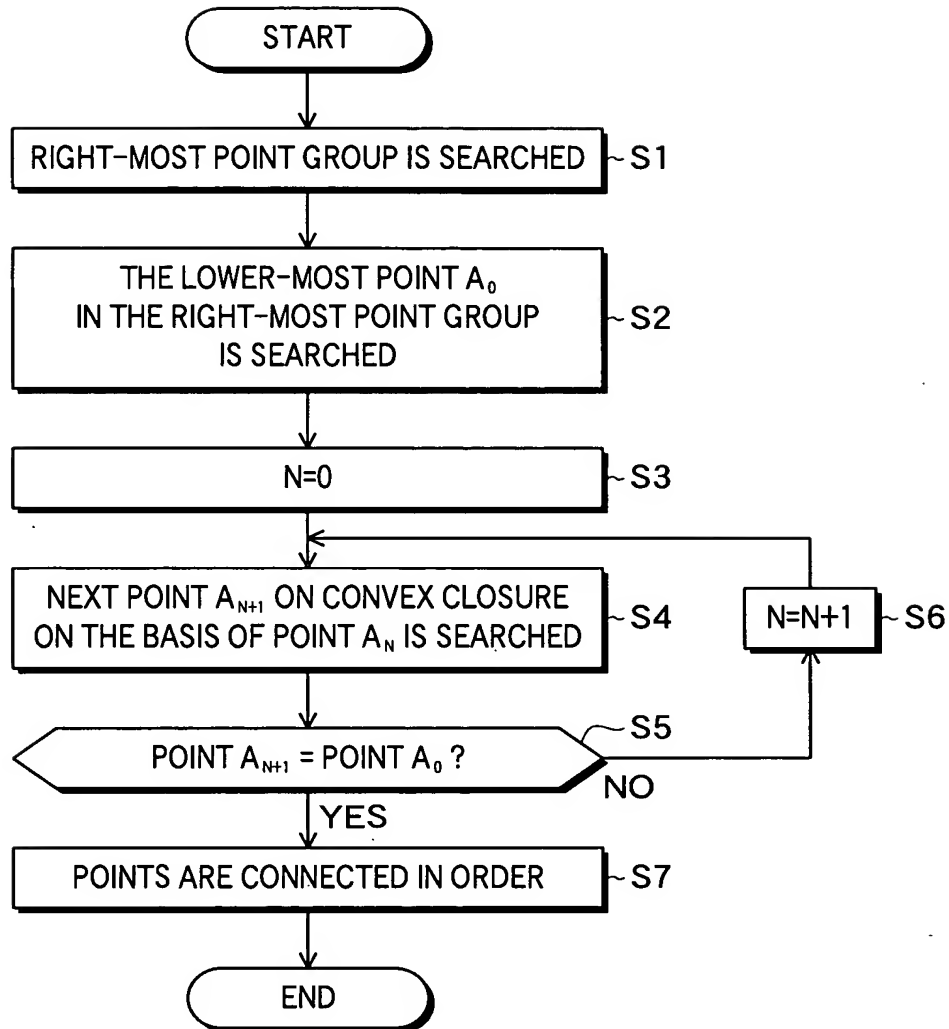 START
RIGHT-MOST POINT GROUP IS SEARCHED
S1
THE LOWER-MOST POINT A₀
IN THE RIGHT-MOST POINT GROUP
IS SEARCHED
S2
N=0
S3
NEXT POINT Aₙ₊₁ ON CONVEX CLOSURE
ON THE BASIS OF POINT Aₙ IS SEARCHED
S4
N=N+1
S6
S5
POINT Aₙ₊₁ = POINT A₀ ?
NO
YES
POINTS ARE CONNECTED IN ORDER
S7
END